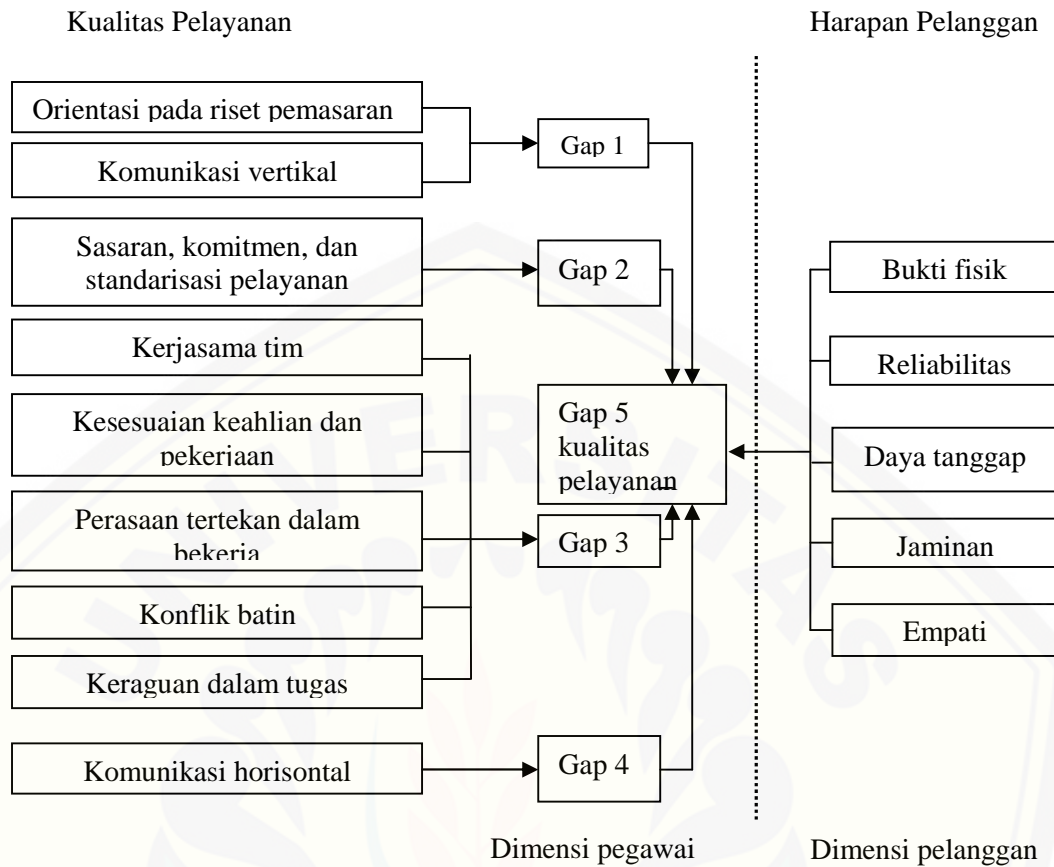 Kualitas Pelayanan
Harapan Pelanggan
Orientasi pada riset pemasaran
Komunikasi vertikal
Gap 1
Sasaran, komitmen, dan
standarisasi pelayanan
Gap 2
Kerjasama tim
Kesesuaian keahlian dan
pekerjaan
Perasaan tertekan dalam
bekerja
Konflik batin
Keraguan dalam tugas
Gap 3
Komunikasi horisontal
Gap 4
Gap 5
kualitas
pelayanan
Bukti fisik
Reliabilitas
Daya tanggap
Jaminan
Empati
Dimensi pegawai
Dimensi pelanggan
UNIVERSITAS